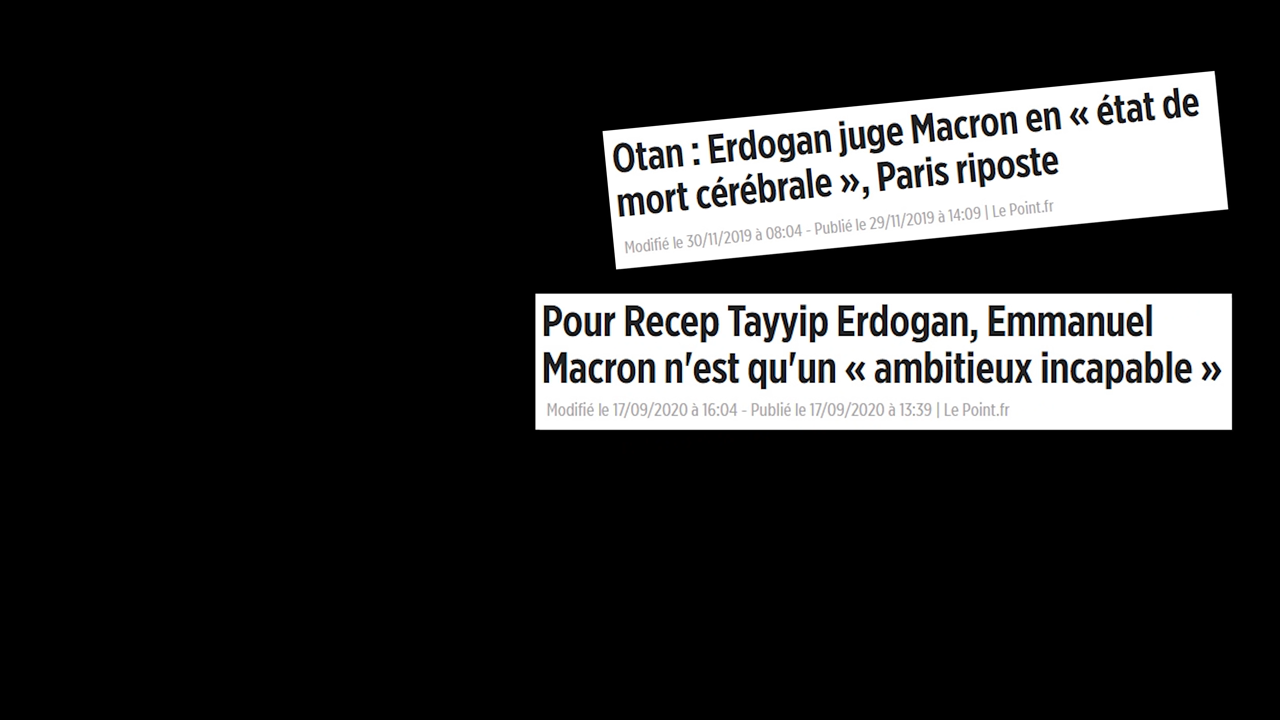 Otan : Erdogan juge Macron en « état de
mort cérébrale », Paris riposte
Modifié le 30/11/2019 à 08:04 - Publié le 29/11/2019 à 14:09 | Le Point.fr
Pour Recep Tayyip Erdogan, Emmanuel
Macron n'est qu'un « ambitieux incapable »
Modifié le 17/09/2020 à 16:04 - Publié le 17/09/2020 à 13:39 | Le Point.fr